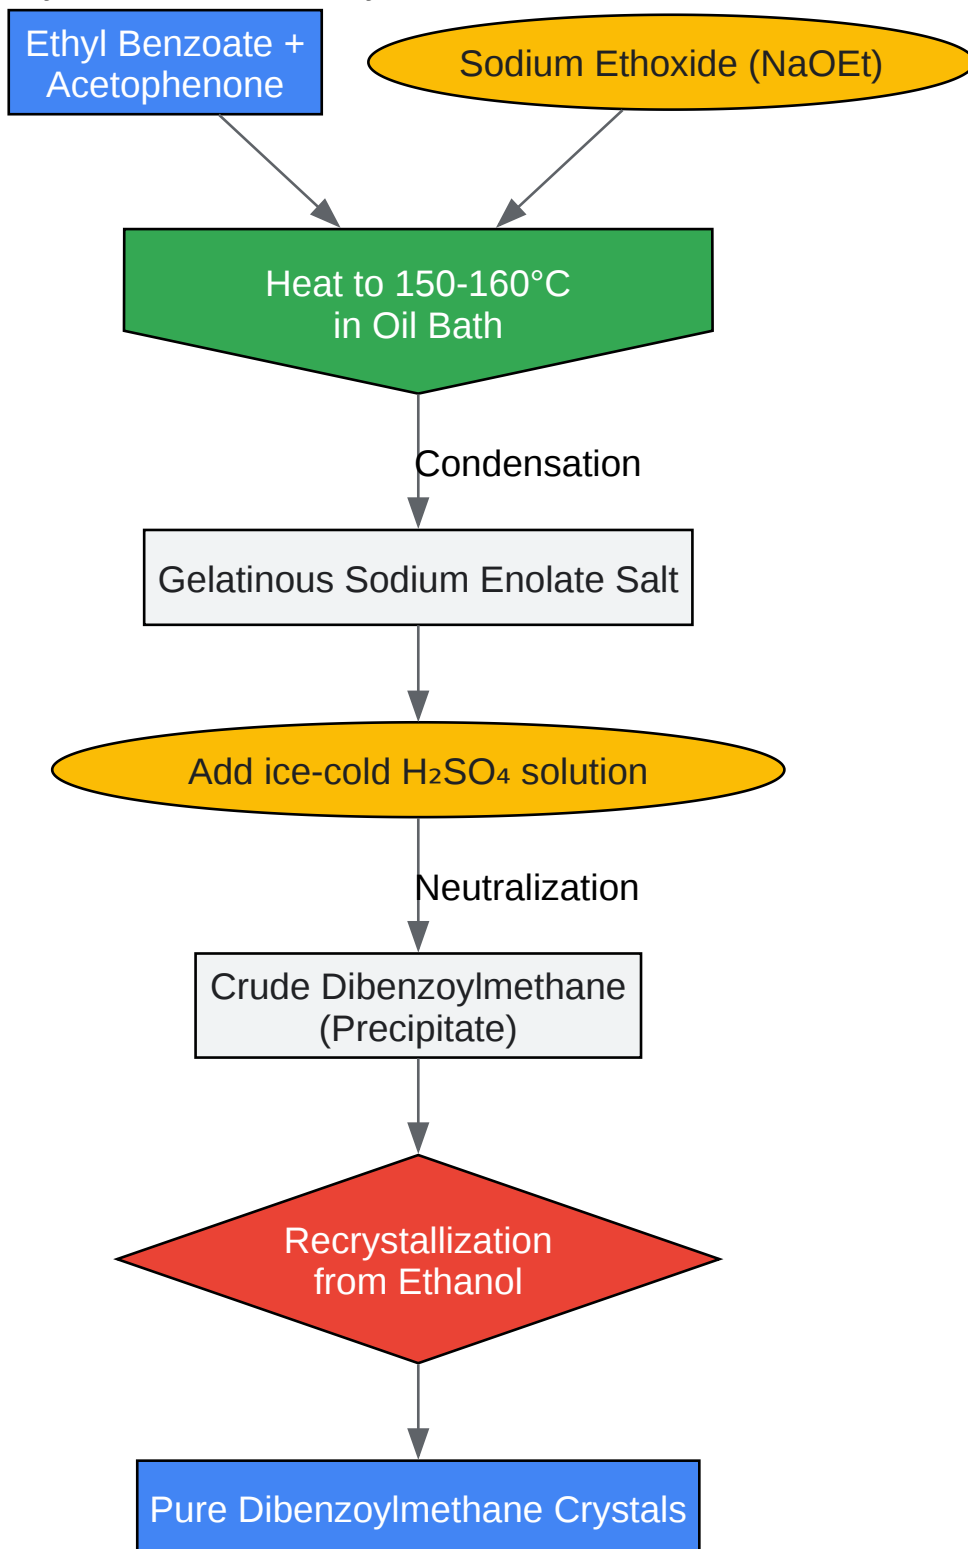 Ethyl Benzoate +
Acetophenone
Sodium Ethoxide (NaOEt)
Heat to 150-160°C
in Oil Bath
Condensation
Gelatinous Sodium Enolate Salt
Add ice-cold H₂SO₄ solution
Neutralization
Crude Dibenzoylmethane
(Precipitate)
Recrystallization
from Ethanol
Pure Dibenzoylmethane Crystals